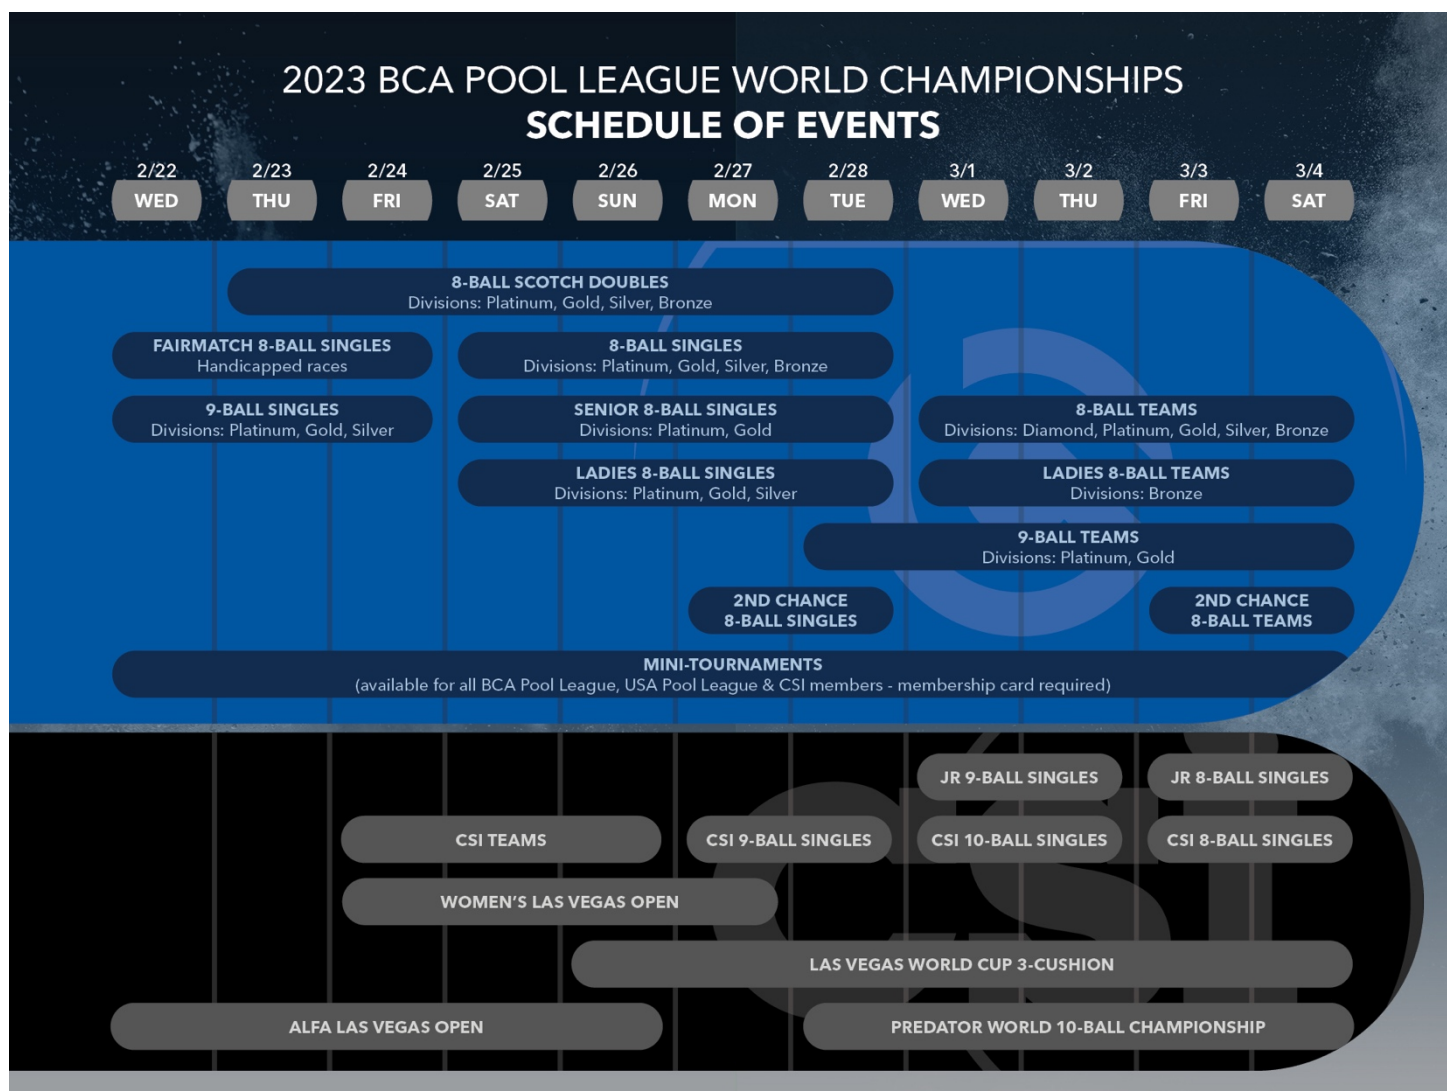 2023 BCA POOL LEAGUE WORLD CHAMPIONSHIPS
SCHEDULE OF EVENTS
2/22 2/23 2/24 2/25 2/26 2/27 2/28 3/1 3/2 3/3 3/4
WED THU FRI SAT SUN MON TUE WED THU FRI SAT
8-BALL SCOTCH DOUBLES
Divisions: Platinum, Gold, Silver, Bronze
FAIRMATCH 8-BALL SINGLES
Handicapped races
8-BALL SINGLES
Divisions: Platinum, Gold, Silver, Bronze
9-BALL SINGLES
Divisions: Platinum, Gold, Silver
SENIOR 8-BALL SINGLES
Divisions: Platinum, Gold
8-BALL TEAMS
Divisions: Diamond, Platinum, Gold, Silver, Bronze
LADIES 8-BALL SINGLES
Divisions: Platinum, Gold, Silver
LADIES 8-BALL TEAMS
Divisions: Bronze
9-BALL TEAMS
Divisions: Platinum, Gold
2ND CHANCE
8-BALL SINGLES
2ND CHANCE
8-BALL TEAMS
MINI-TOURNAMENTS
(available for all BCA Pool League, USA Pool League & CSI members - membership card required)
csi
JR 9-BALL SINGLES
JR 8-BALL SINGLES
CSI TEAMS
CSI 9-BALL SINGLES
CSI 10-BALL SINGLES
CSI 8-BALL SINGLES
WOMEN'S LAS VEGAS OPEN
LAS VEGAS WORLD CUP 3-CUSHION
ALFA LAS VEGAS OPEN
PREDATOR WORLD 10-BALL CHAMPIONSHIP